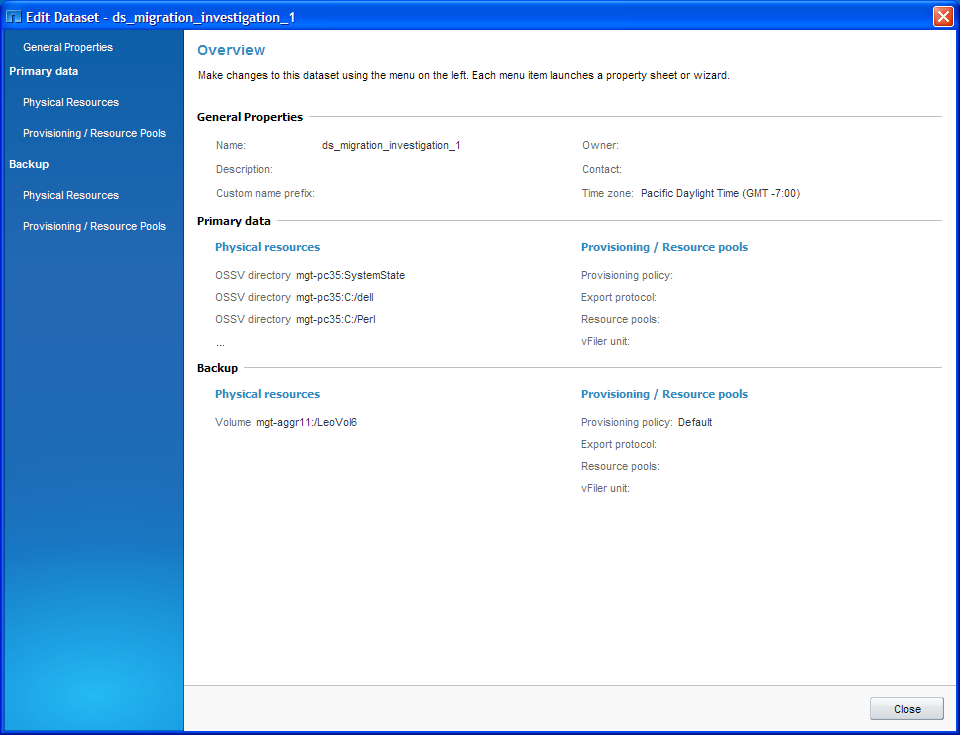 Edit Dataset - ds_migration_investigation_1
General Properties
Primary data
Physical Resources
Provisioning / Resource Pools
Backup
Physical Resources
Provisioning / Resource Pools
Overview
Make changes to this dataset using the menu on the left. Each menu item launches a property sheet or wizard.
General Properties
Name: ds_migration_investigation_1
Owner:
Description:
Contact:
Custom name prefix:
Time zone: Pacific Daylight Time (GMT -7:00)
Primary data
Physical resources
OSSV directory mgt-pc35:SystemState
OSSV directory mgt-pc35:C:/dell
OSSV directory mgt-pc35:C:/Perl
...
Provisioning / Resource pools
Provisioning policy:
Export protocol:
Resource pools:
vFiler unit:
Backup
Physical resources
Volume mgt-aggr11:/LeoVol6
Provisioning / Resource pools
Provisioning policy: Default
Export protocol:
Resource pools:
vFiler unit:
Close